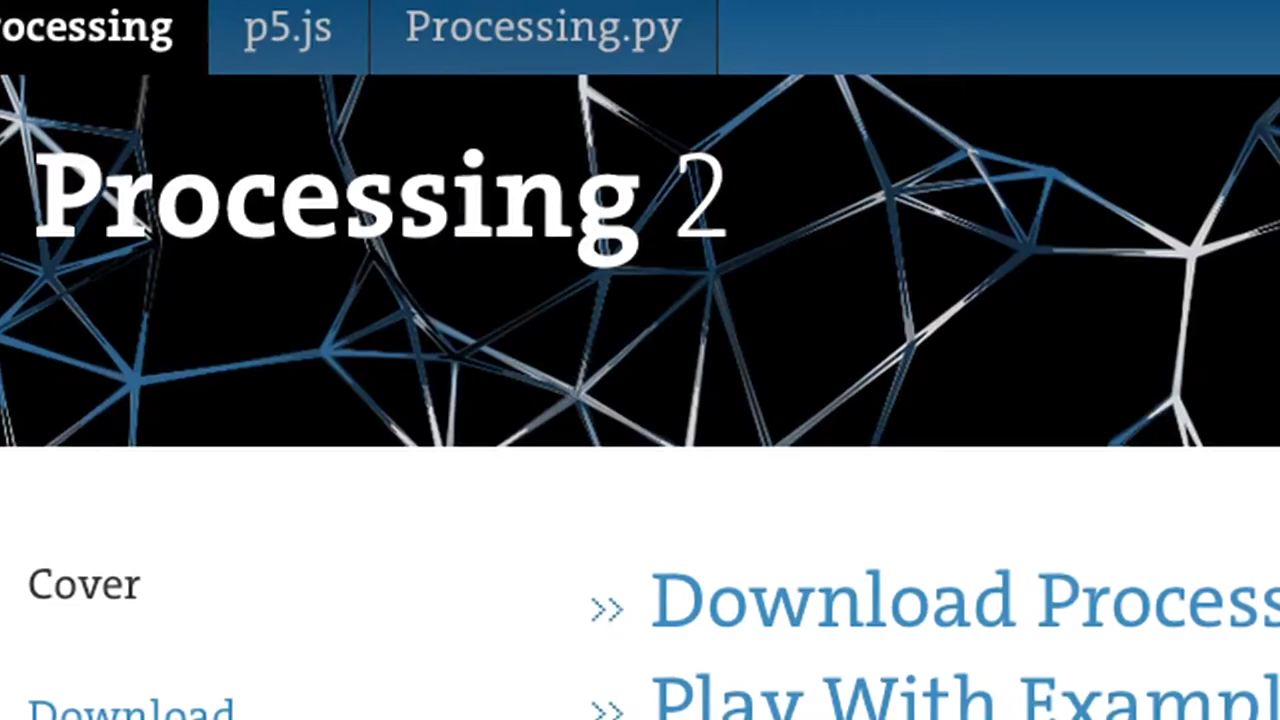 ocessing p5.js Processing.py
Processing 2
Cover
Download Process
Download
Play With Exampl